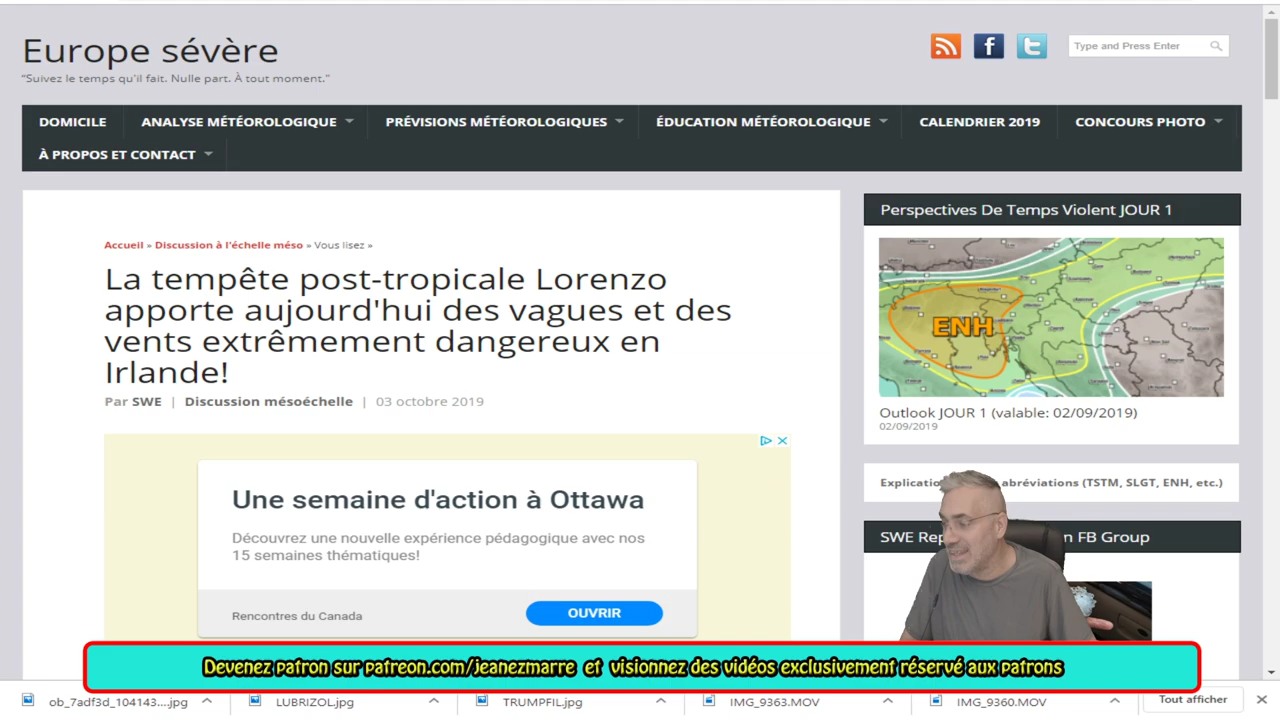 Europe sévère
"Suivez le temps qu'il fait. Nulle part. À tout moment."
Type and Press Enter
DOMICILE ANALYSE MÉTÉOROLOGIQUE PRÉVISIONS MÉTÉOROLOGIQUES ÉDUCATION MÉTÉOROLOGIQUE CALENDRIER 2019 CONCOURS PHOTO
À PROPOS ET CONTACT
Accueil » Discussion à l'échelle méso » Vous lisez »
La tempête post-tropicale Lorenzo
apporte aujourd'hui des vagues et des
vents extrêmement dangereux en
Irlande!
Par SWE | Discussion mésoéchelle | 03 octobre 2019
Une semaine d'action à Ottawa
Découvrez une nouvelle expérience pédagogique avec nos
15 semaines thématiques!
Rencontres du Canada
OUVRIR
Perspectives De Temps Violent JOUR 1
ENH
Outlook JOUR 1 (valable: 02/09/2019)
02/09/2019
abréviations (TSTM, SLGT, ENH, etc.)
SWE FB Group
Devenez patron sur patreon.com/jeanezmarre et visionnez des vidéos exclusivement réservé aux patrons
ob_7adf3d_104143....jpg LUBRIZOL.jpg TRUMPFIL.jpg IMG_9363.MOV IMG_9360.MOV Tout afficher